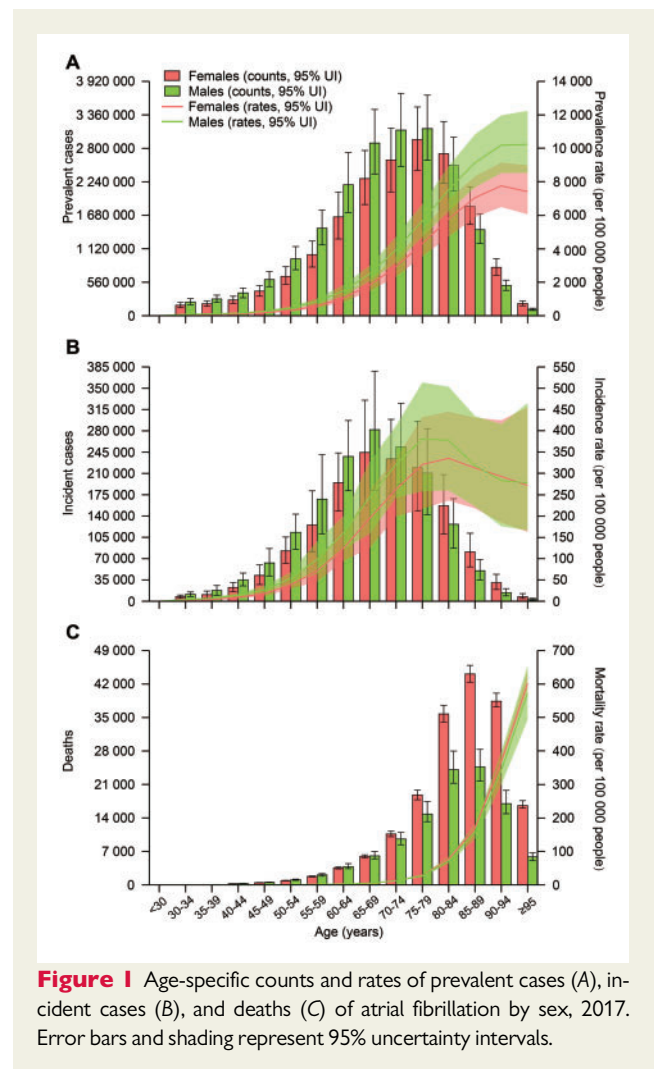 A
Females (counts, 95% UI)
Males (counts, 95% UI)
Females (rates, 95% UI)
Males (rates, 95% UI)
3 920 000
3 360 000
2 800 000
2 240 000
1 680 000
1 120 000
560 000
0
Prevalent cases
14 000
12 000
10 000
8 000
6 000
4 000
2 000
0
Prevalence rate (per 100 000 people)
B
385 000
350 000
315 000
280 000
245 000
210 000
175 000
140 000
105 000
70 000
35 000
0
Incident cases
550
500
450
400
350
300
250
200
150
100
50
0
Incidence rate (per 100 000 people)
C
49 000
42 000
35 000
28 000
21 000
14 000
7 000
0
Deaths
700
600
500
400
300
200
100
0
Mortality rate (per 100 000 people)
<30
30-34
35-39
40-44
45-49
50-54
55-59
60-64
65-69
70-74
75-79
80-84
85-89
90-94
≥95
Age (years)
Figure 1 Age-specific counts and rates of prevalent cases (A), in-
cident cases (B), and deaths (C) of atrial fibrillation by sex, 2017.
Error bars and shading represent 95% uncertainty intervals.